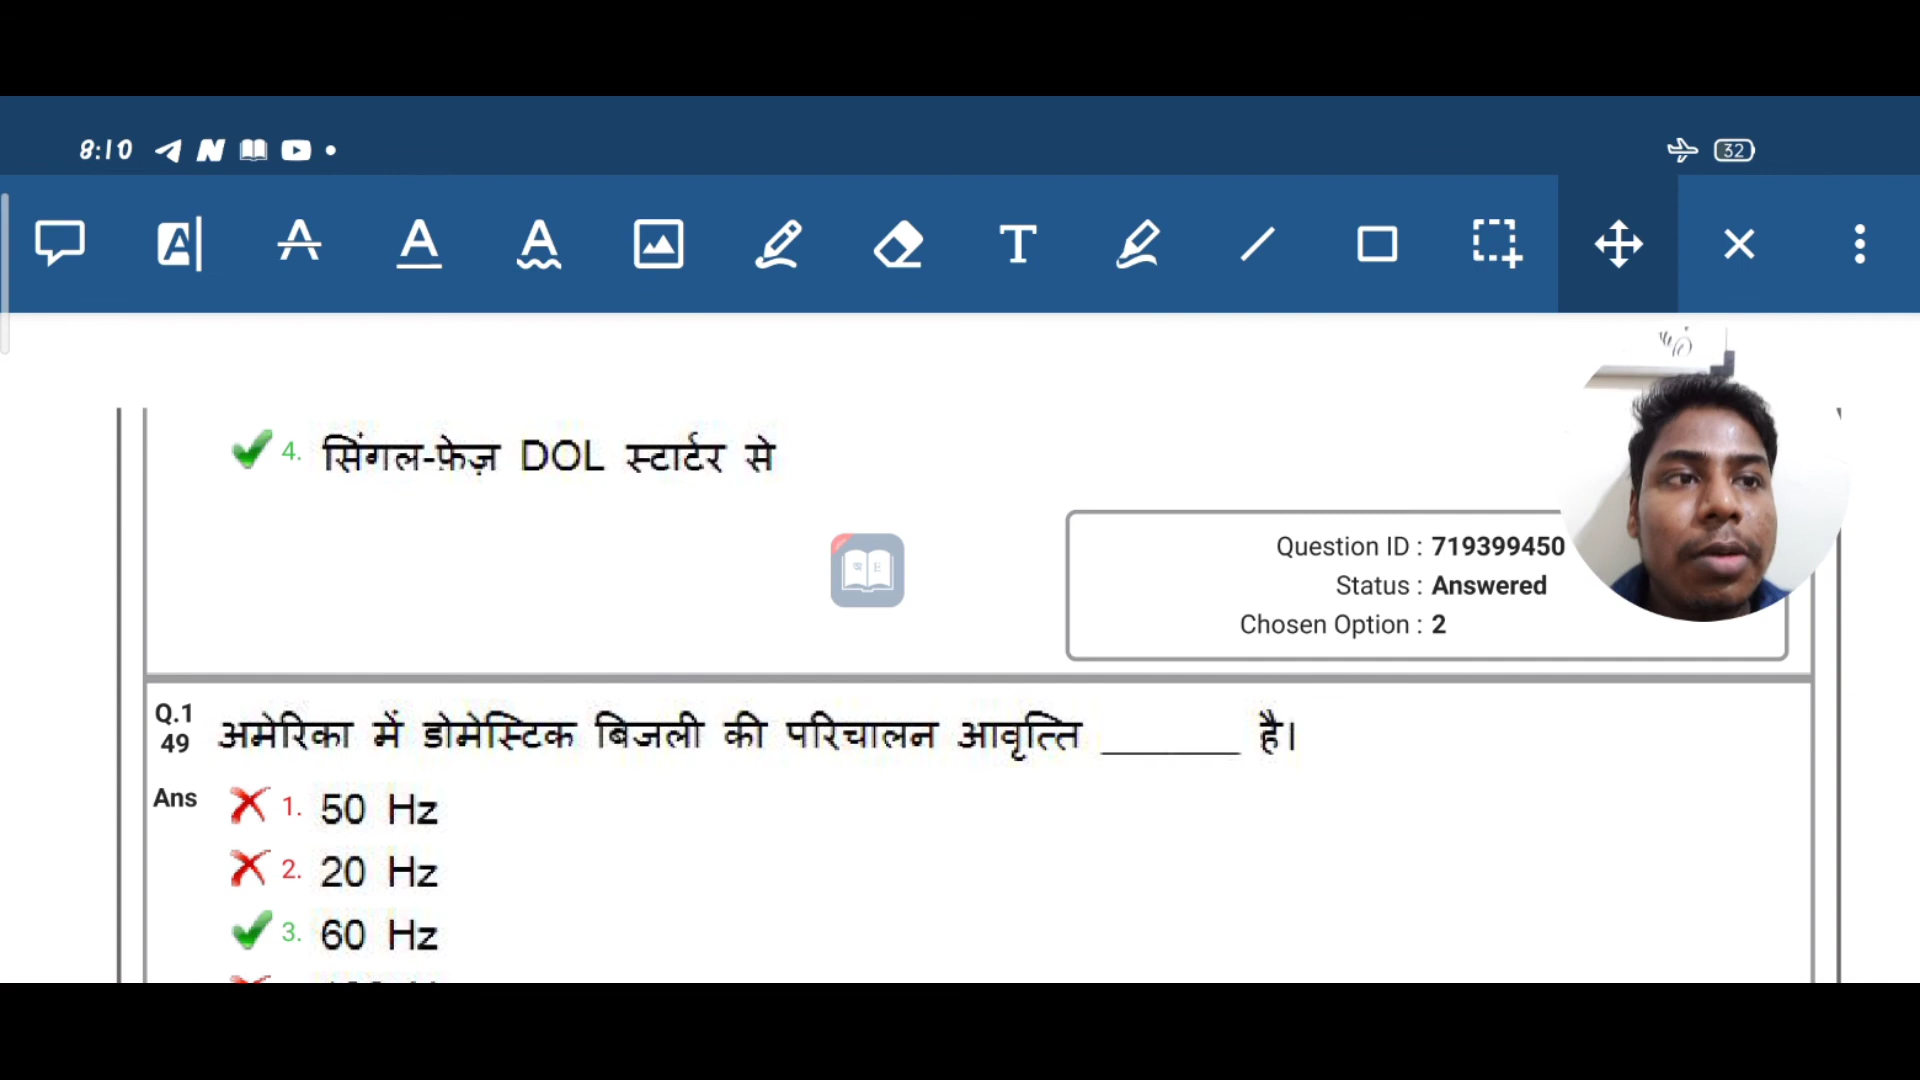 8:10
32
4. सिंगल-फ़ेज़ DOL स्टार्टर से
Question ID : 719399450
Status : Answered
Chosen Option : 2
Q.1
49
अमेरिका में डोमेस्टिक बिजली की परिचालन आवृत्ति ______ है।
Ans
1. 50 Hz
2. 20 Hz
3. 60 Hz